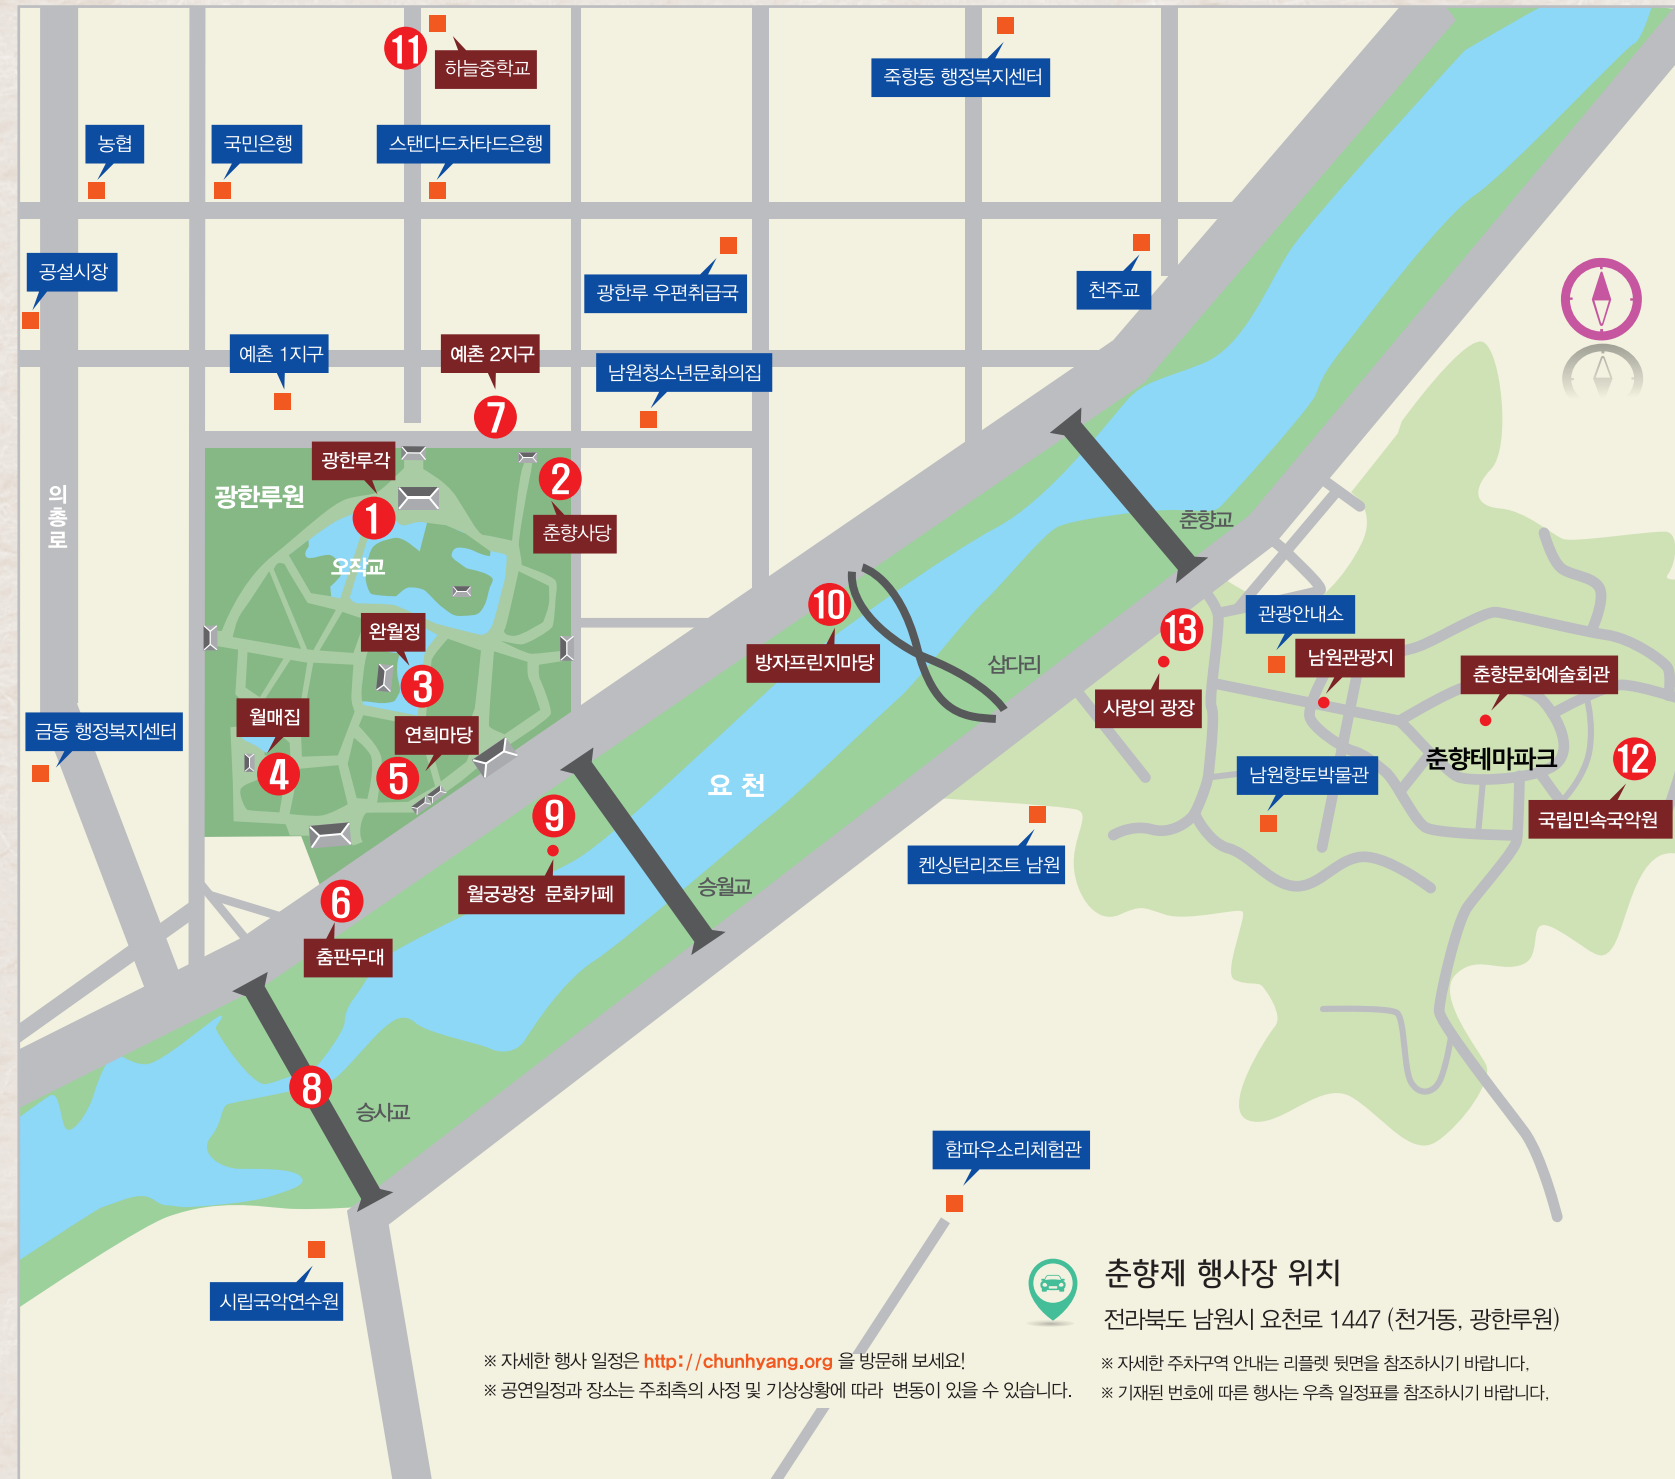 11
하늘중학교
죽항동 행정복지센터
농협
국민은행
스탠다드차타드은행
공설시장
광한루 우편취급국
천주교
예촌 1지구
예촌 2지구
남원청소년문화의집
7
광한루각
광한루원
의총로
1
2
춘향사당
오작교
춘향교
완월정
3
10
방자프린지마당
삽다리
13
사랑의 광장
관광안내소
남원관광지
춘향문화예술회관
춘향테마파크
12
국립민속국악원
남원향토박물관
금동 행정복지센터
월매집
4
연희마당
5
요 천
9
월궁광장 문화카페
승월교
켄싱턴리조트 남원
6
춤판무대
8
승사교
함파우소리체험관
시립국악연수원
춘향제 행사장 위치
전라북도 남원시 요천로 1447 (천거동, 광한루원)
※ 자세한 행사 일정은 http://chunhyang.org 을 방문해 보세요!
※ 공연일정과 장소는 주최측의 사정 및 기상상황에 따라 변동이 있을 수 있습니다.
※ 자세한 주차구역 안내는 리플렛 뒷면을 참조하시기 바랍니다.
※ 기재된 번호에 따른 행사는 우측 일정표를 참조하시기 바랍니다.